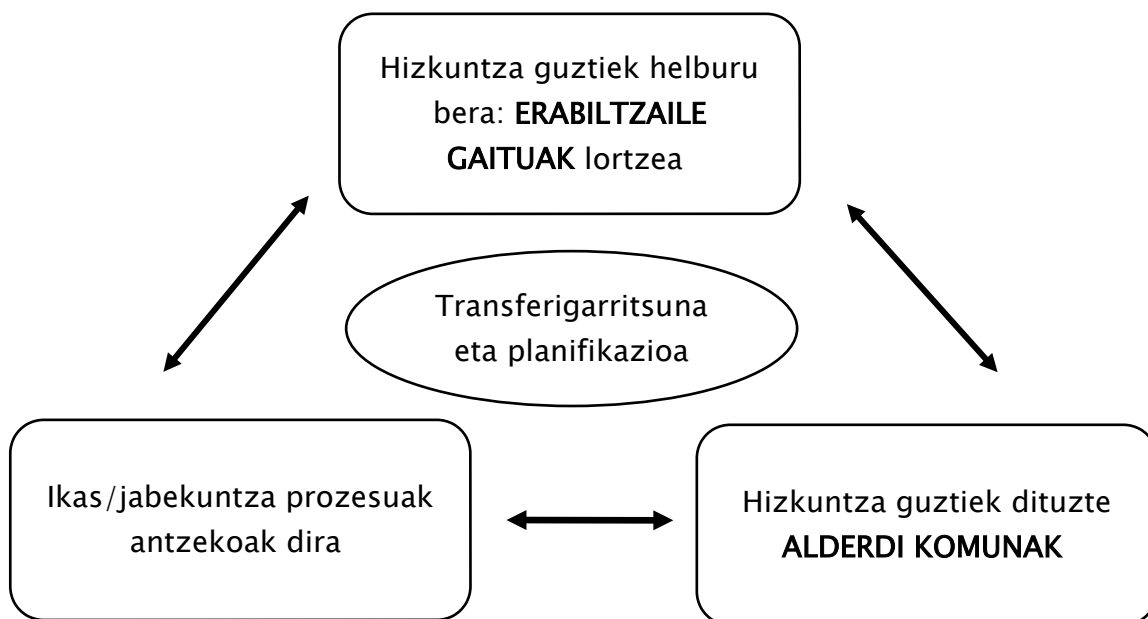 Hizkuntza guztiek helburu
bera: ERABILTZAILE
GAITUAK lortzea
Transferigarritsuna
eta planifikazioa
Ikas/jabekuntza prozesuak
antzekoak dira
Hizkuntza guztiek dituzte
ALDERDI KOMUNAK